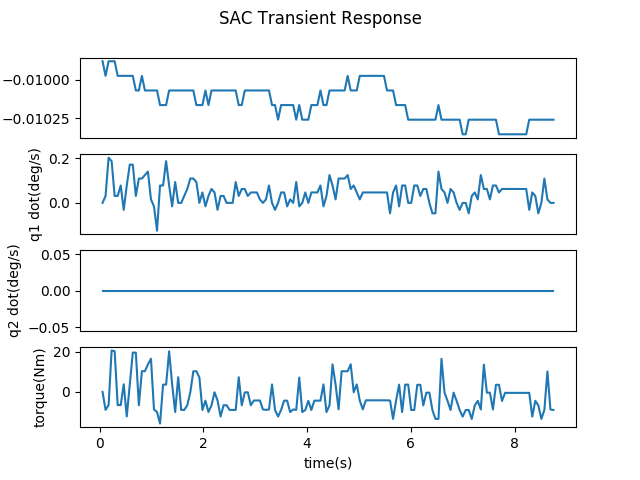 SAC Transient Response
−0.01000
−0.01025
0.2
0.0
q1 dot(deg/s)
0.05
0.00
−0.05
q2 dot(deg/s)
20
0
torque(Nm)
0 2 4 6 8
time(s)